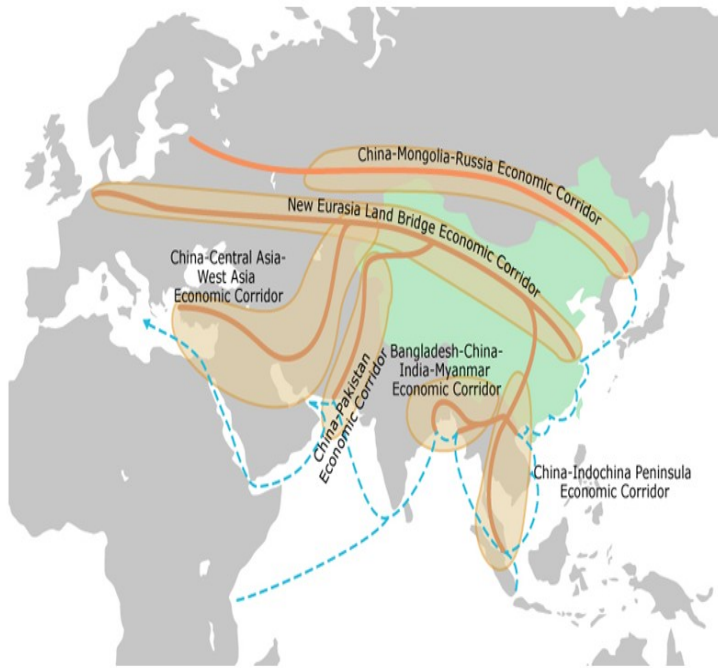 China-Mongolia-Russia Economic Corridor
New Eurasia Land Bridge Economic Corridor
China-Central Asia-
West Asia
Economic Corridor
China-Pakistan
Economic Corridor
Bangladesh-China-
India-Myanmar
Economic Corridor
China-Indochina Peninsula
Economic Corridor